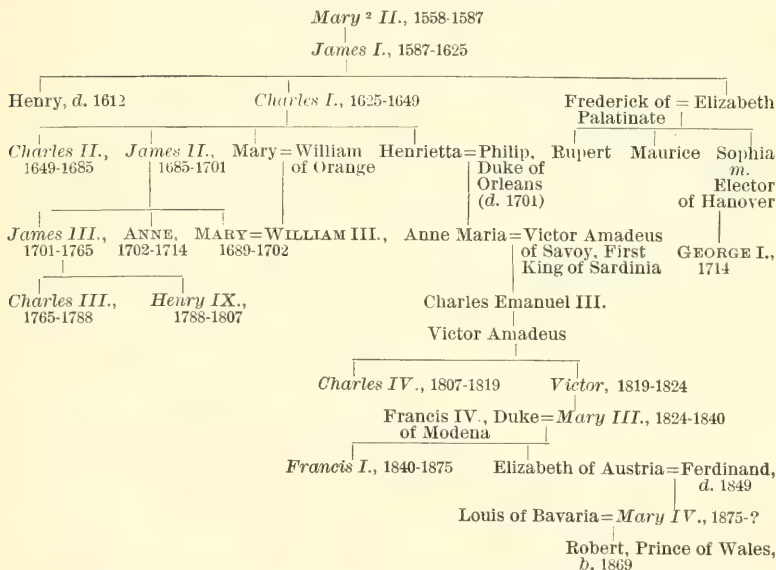 Mary ² II., 1558-1587
James I., 1587-1625
Henry, d. 1612 Charles I., 1625-1649 Frederick of = Elizabeth
Palatinate
Charles II., James II., Mary=William Henrietta=Philip, Rupert Maurice Sophia
1649-1685 1685-1701 of Orange Duke of m.
Orleans Elector
(d. 1701) of Hanover
James III., ANNE, MARY=WILLIAM III., Anne Maria=Victor Amadeus
1701-1765 1702-1714 1689-1702 of Savoy, First GEORGE I.,
King of Sardinia 1714
Charles III., Henry IX.,
1765-1788 1788-1807 Charles Emanuel III.
Victor Amadeus
Charles IV., 1807-1819 Victor, 1819-1824
Francis IV., Duke=Mary III., 1824-1840
of Modena
Francis I., 1840-1875 Elizabeth of Austria=Ferdinand,
d. 1849
Louis of Bavaria=Mary IV., 1875-?
Robert, Prince of Wales,
b. 1869